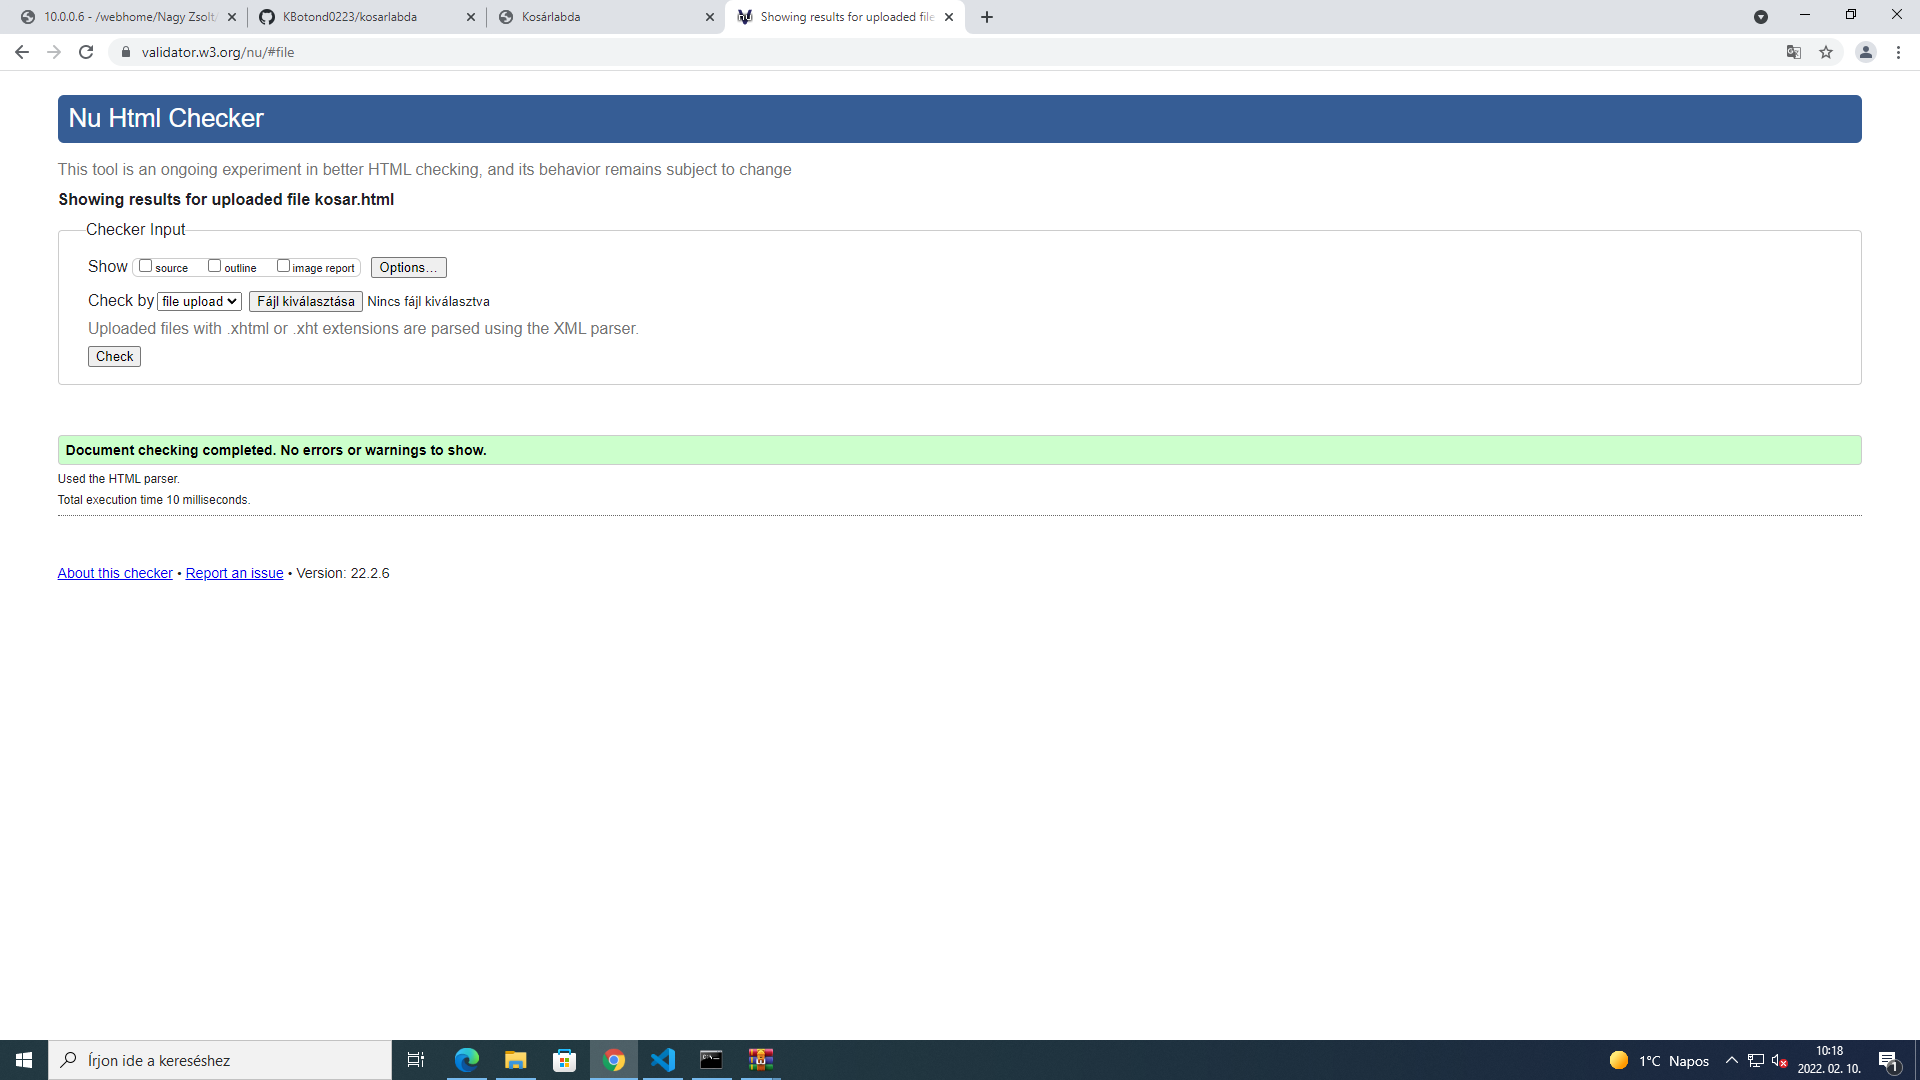 10.0.0.6 - /webhome/Nagy Zsolt/
KBotond0223/kosarlabda
Kosárlabda
Showing results for uploaded file
validator.w3.org/nu/#file
Nu Html Checker
This tool is an ongoing experiment in better HTML checking, and its behavior remains subject to change
Showing results for uploaded file kosar.html
Checker Input
Show source outline image report Options...
Check by file upload Fájl kiválasztása Nincs fájl kiválasztva
Uploaded files with .xhtml or .xht extensions are parsed using the XML parser.
Check
Document checking completed. No errors or warnings to show.
Used the HTML parser.
Total execution time 10 milliseconds.
About this checker • Report an issue • Version: 22.2.6
Írjon ide a kereséshez
1°C Napos
10:18
2022. 02. 10.
1